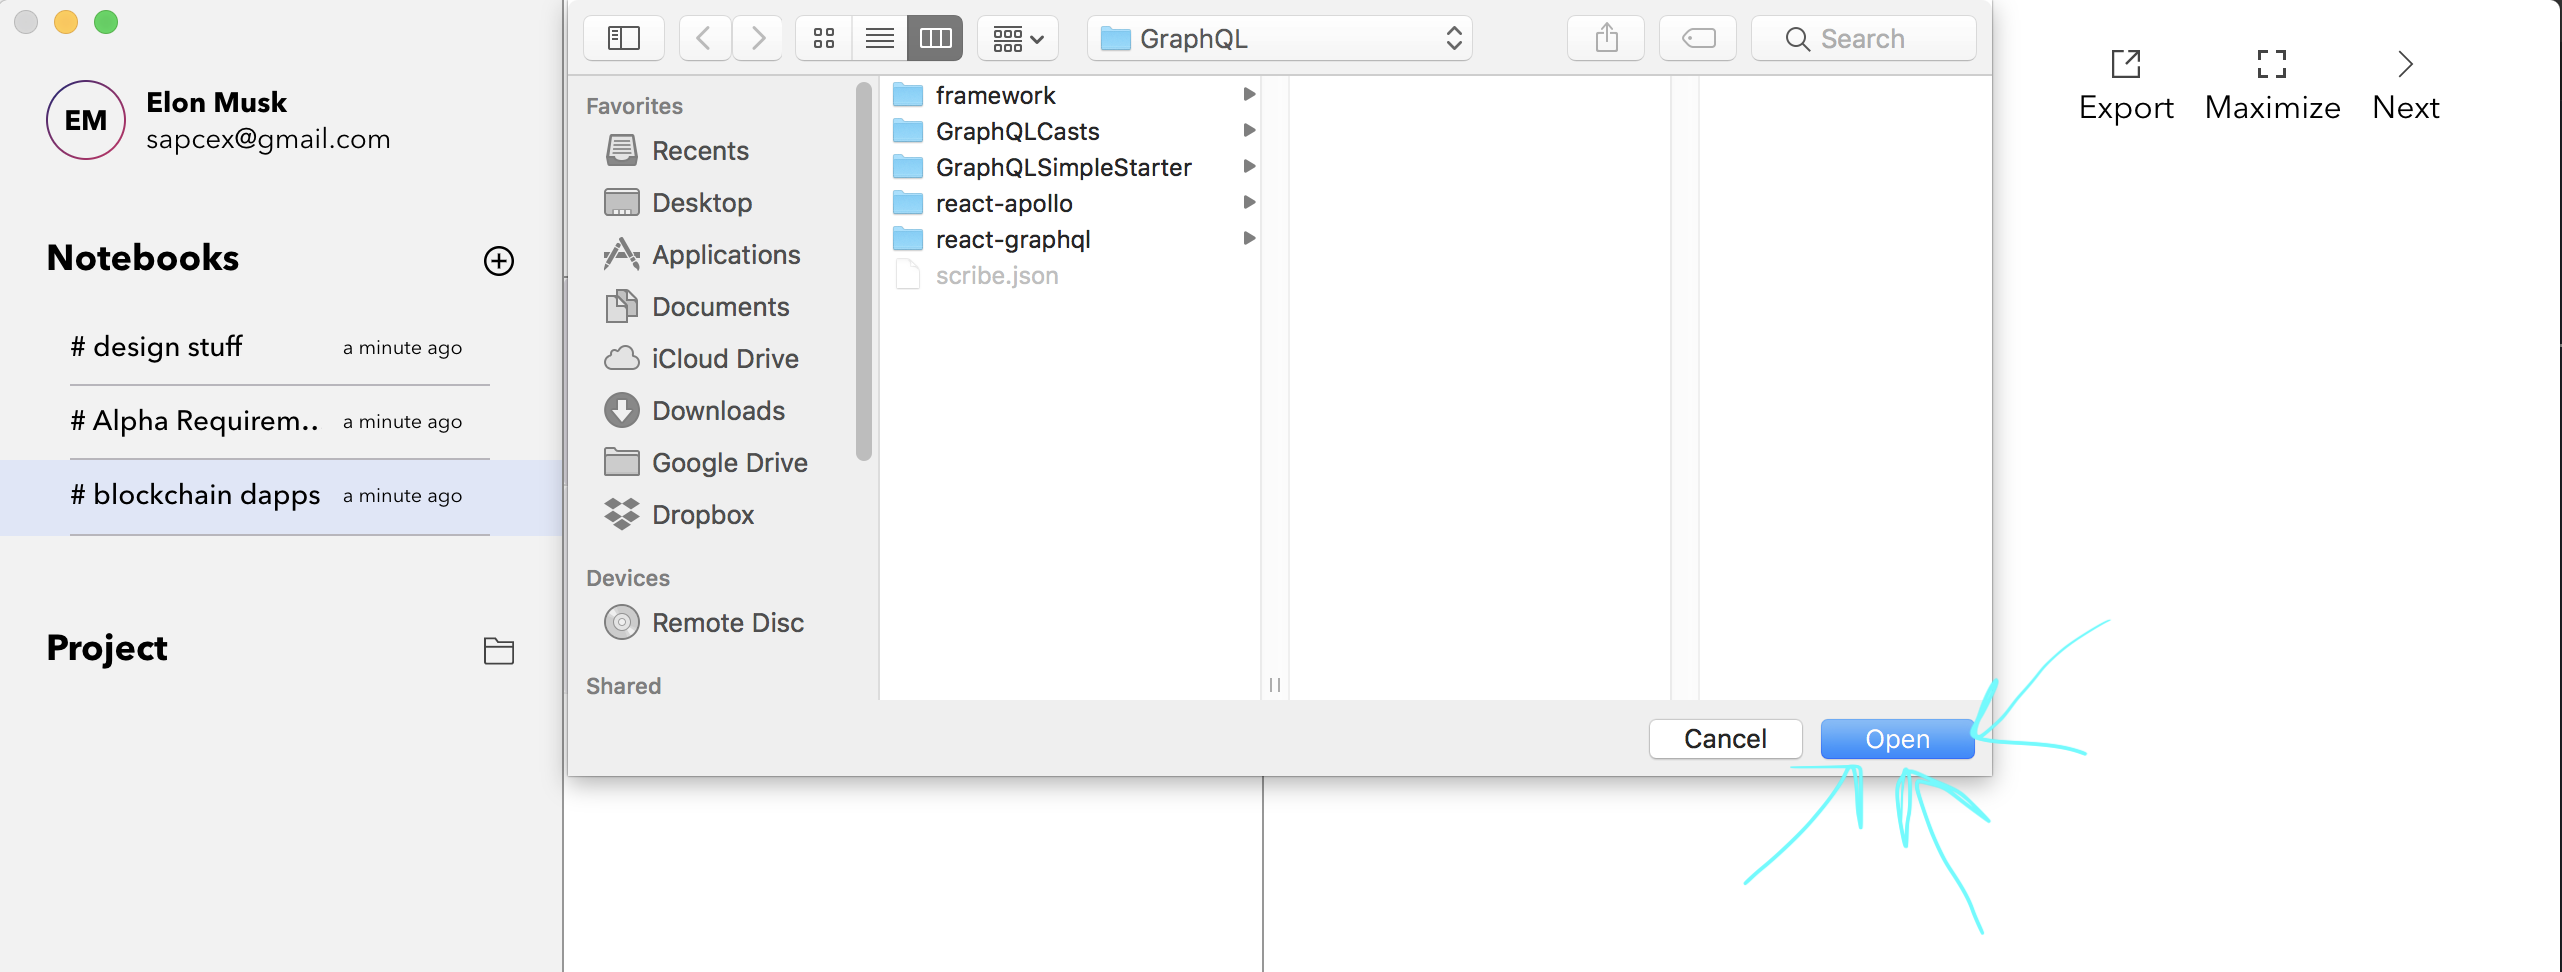 EM
Elon Musk
sapcex@gmail.com
Notebooks
# design stuff a minute ago
# Alpha Requirem.. a minute ago
# blockchain dapps a minute ago
Project
GraphQL
Search
Favorites
Recents
Desktop
Applications
Documents
iCloud Drive
Downloads
Google Drive
Dropbox
Devices
Remote Disc
Shared
framework
GraphQLCasts
GraphQLSimpleStarter
react-apollo
react-graphql
scribe.json
Cancel Open
Export Maximize Next